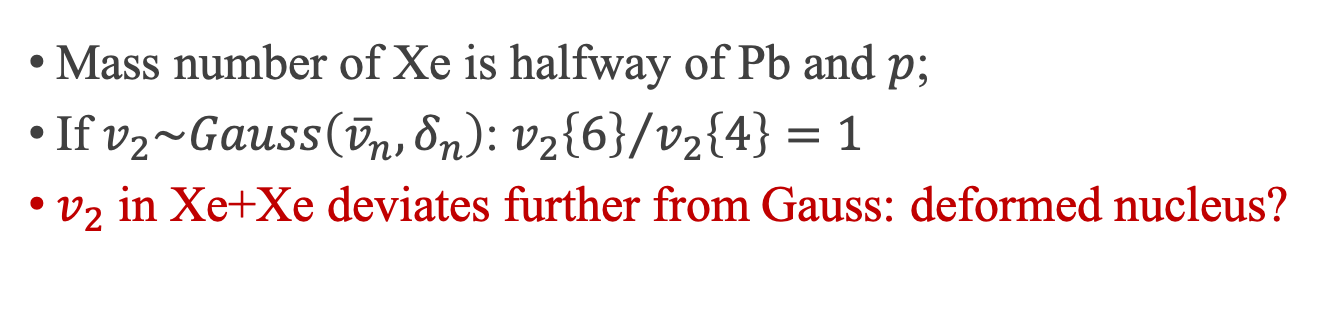 • Mass number of Xe is halfway of Pb and p;
• If v₂~Gauss(v̄ₙ, δₙ): v₂{6}/v₂{4} = 1
• v₂ in Xe+Xe deviates further from Gauss: deformed nucleus?